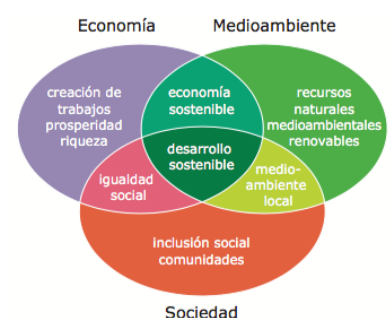 Economía
Medioambiente
creación de
trabajos
prosperidad
riqueza
economía
sostenible
recursos
naturales
medioambientales
renovables
desarrollo
sostenible
igualdad
social
medio-
ambiente
local
inclusión social
comunidades
Sociedad